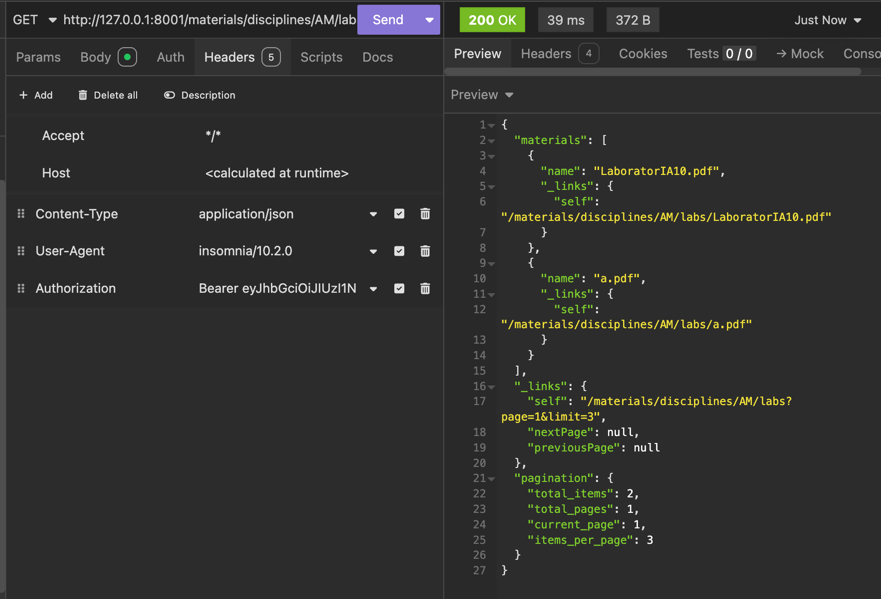 GET http://127.0.0.1:8001/materials/disciplines/AM/lab Send
Params Body Auth Headers 5 Scripts Docs
+ Add Delete all Description
Accept */*
Host <calculated at runtime>
Content-Type application/json
User-Agent insomnia/10.2.0
Authorization Bearer eyJhbGciOiJIUzI1N
200 OK 39 ms 372 B Just Now
Preview Headers 4 Cookies Tests 0 / 0 → Mock Conso
Preview
1 {
2 "materials": [
3 {
4 "name": "LaboratorIA10.pdf",
5 "_links": {
6 "self":
"/materials/disciplines/AM/labs/LaboratorIA10.pdf"
7 }
8 },
9 {
10 "name": "a.pdf",
11 "_links": {
12 "self":
"/materials/disciplines/AM/labs/a.pdf"
13 }
14 }
15 ],
16 "_links": {
17 "self": "/materials/disciplines/AM/labs?
page=1&limit=3",
18 "nextPage": null,
19 "previousPage": null
20 },
21 "pagination": {
22 "total_items": 2,
23 "total_pages": 1,
24 "current_page": 1,
25 "items_per_page": 3
26 }
27 }